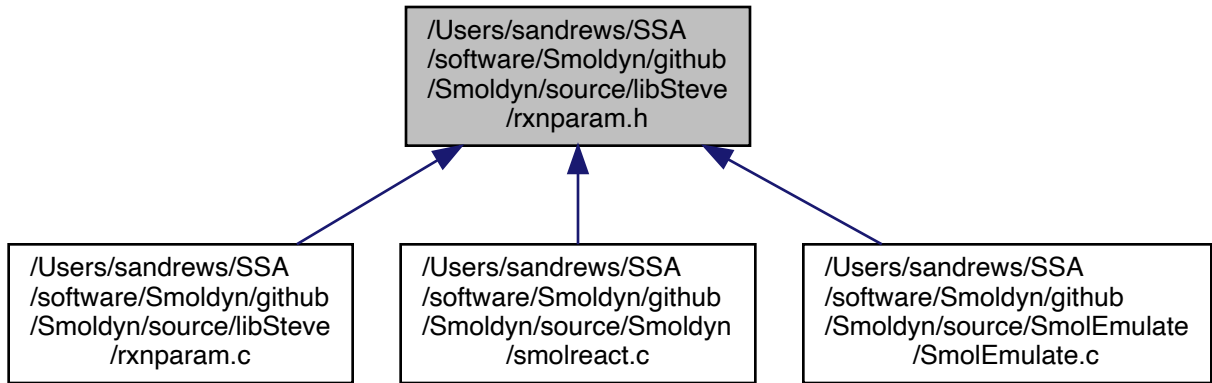 /Users/sandrews/SSA
/software/Smoldyn/github
/Smoldyn/source/libSteve
/rxnparam.h
/Users/sandrews/SSA
/software/Smoldyn/github
/Smoldyn/source/libSteve
/rxnparam.c
/Users/sandrews/SSA
/software/Smoldyn/github
/Smoldyn/source/Smoldyn
/smolreact.c
/Users/sandrews/SSA
/software/Smoldyn/github
/Smoldyn/source/SmolEmulate
/SmolEmulate.c